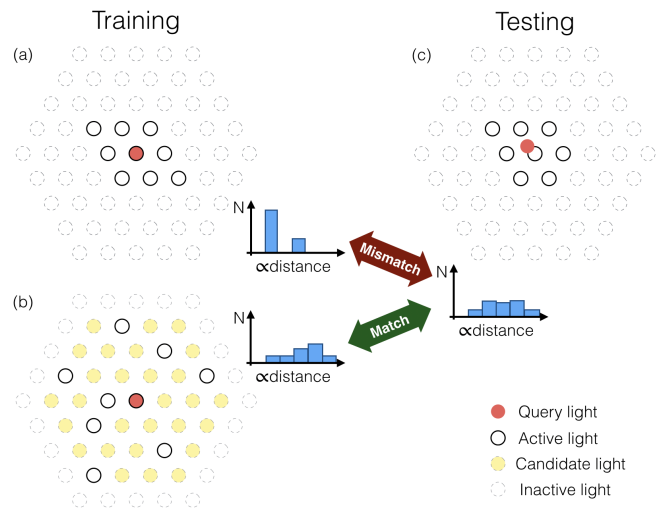 Training
Testing
(a)
(c)
N
∝distance
Mismatch
N
∝distance
(b)
N
∝distance
Match
Query light
Active light
Candidate light
Inactive light